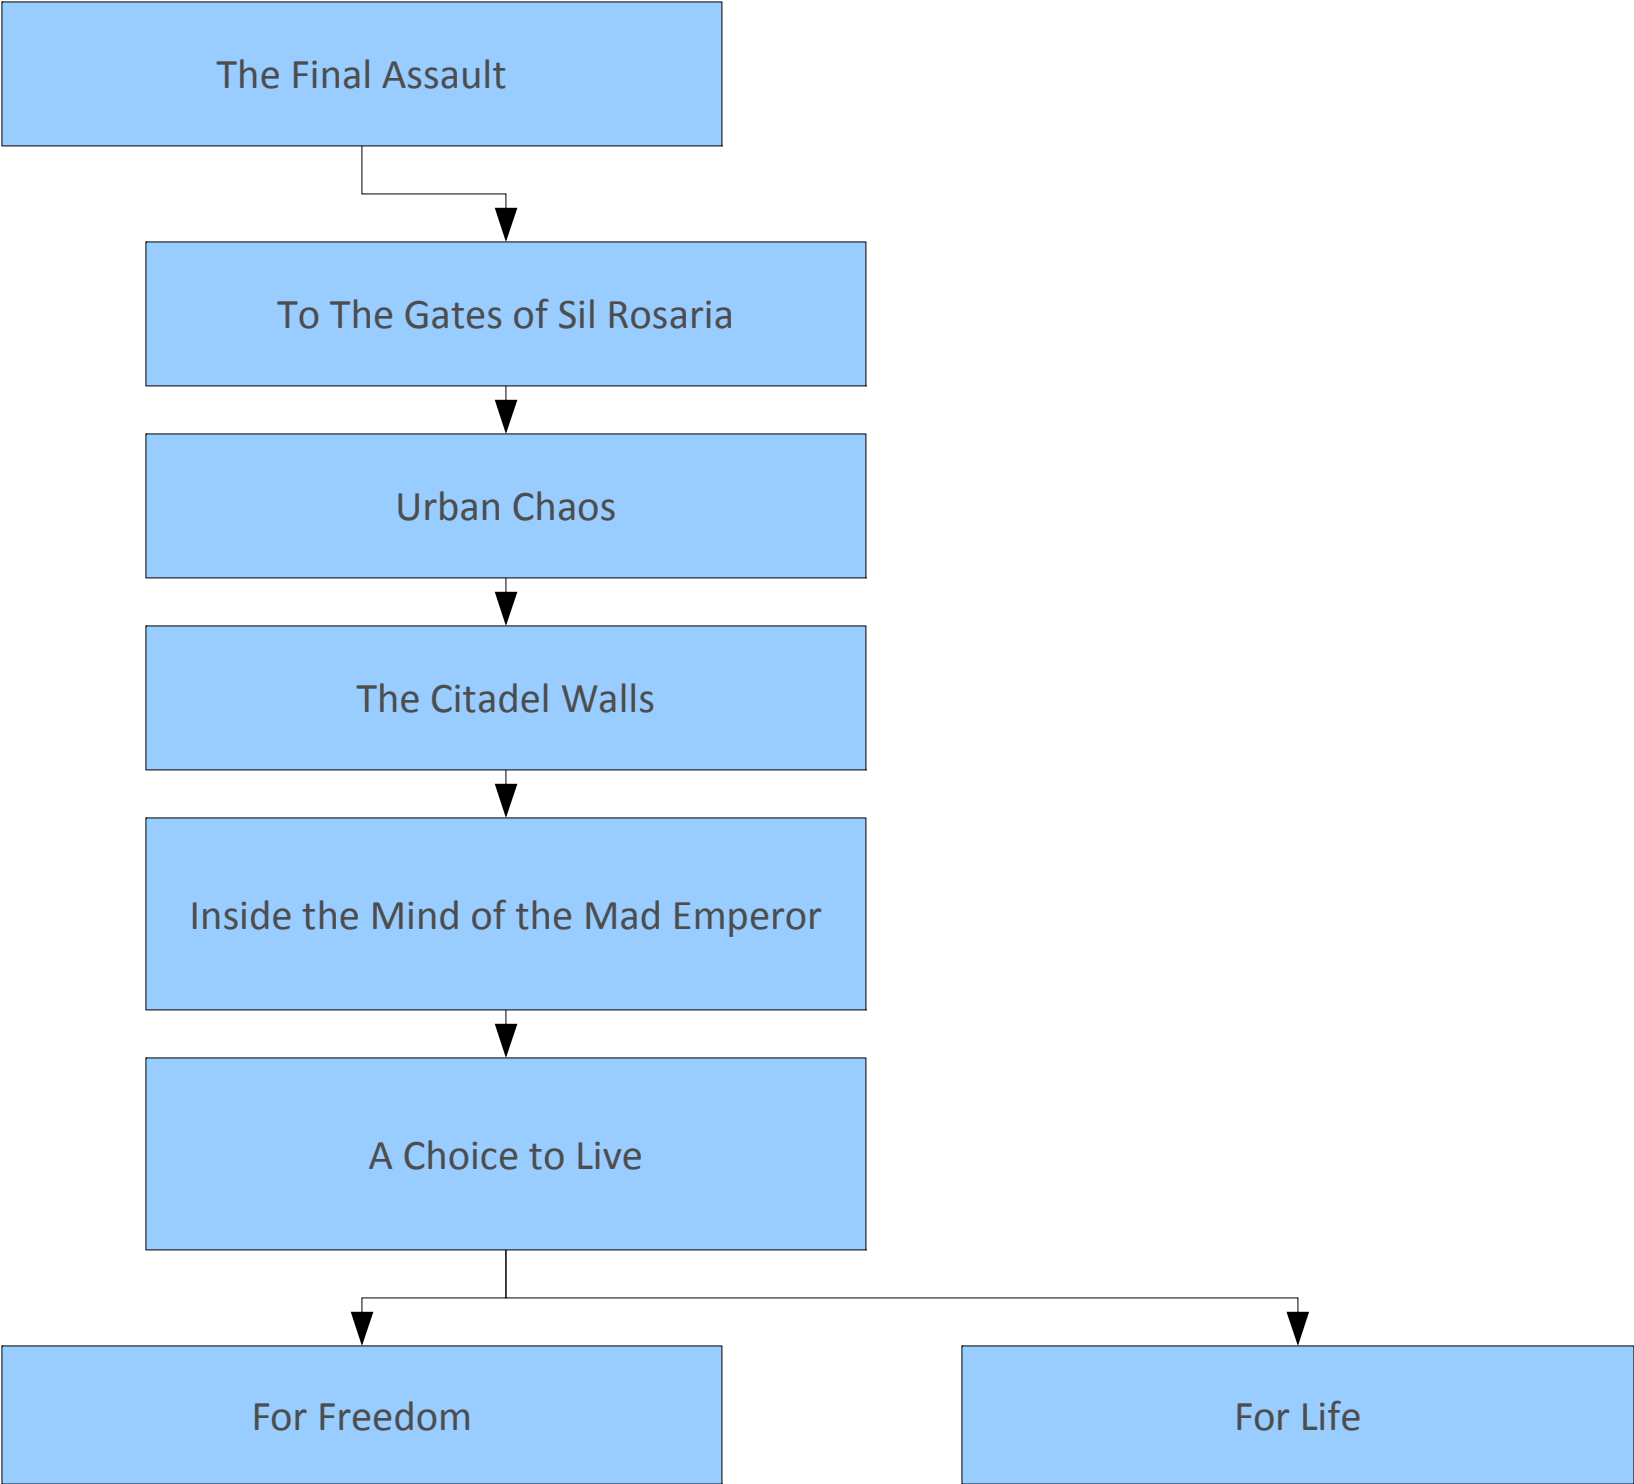 The Final Assault
To The Gates of Sil Rosaria
Urban Chaos
The Citadel Walls
Inside the Mind of the Mad Emperor
A Choice to Live
For Freedom
For Life